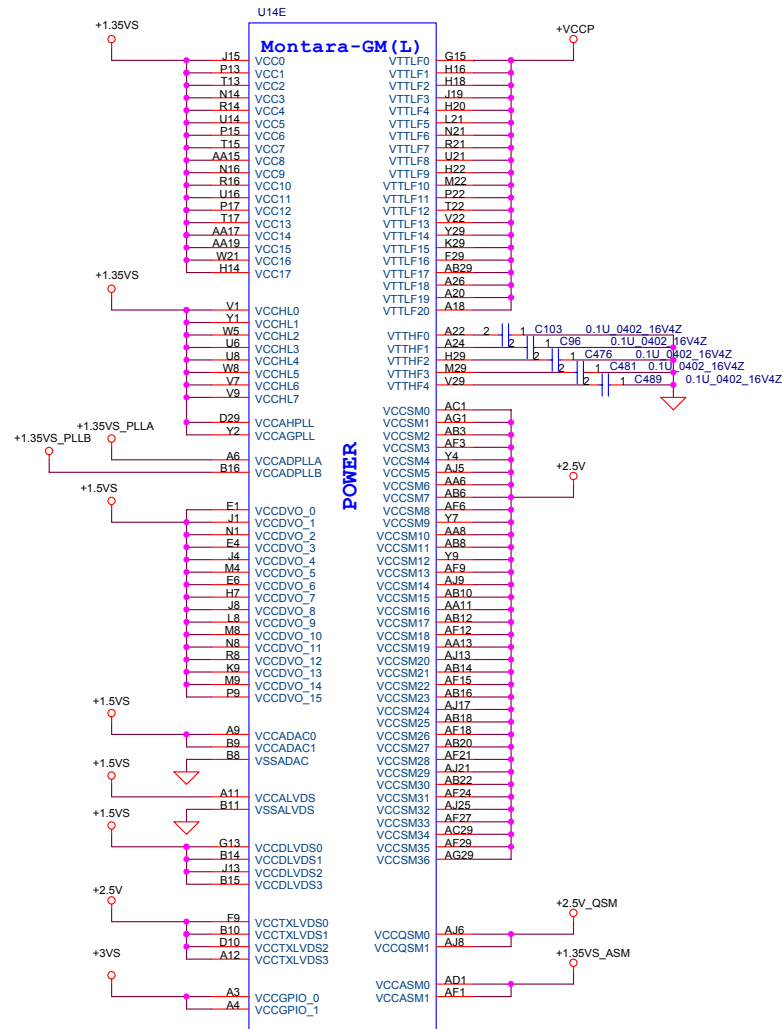 U14E
Montara-GM(L)
POWER
+1.35VS
J15 VCC0
P13 VCC1
T13 VCC2
N14 VCC3
R14 VCC4
U14 VCC5
P15 VCC6
T15 VCC7
AA15 VCC8
N16 VCC9
R16 VCC10
U16 VCC11
P17 VCC12
T17 VCC13
AA17 VCC14
AA19 VCC15
W21 VCC16
H14 VCC17
+1.35VS
V1 VCCHL0
Y1 VCCHL1
W5 VCCHL2
U6 VCCHL3
U8 VCCHL4
W8 VCCHL5
V7 VCCHL6
V9 VCCHL7
D29 VCCAHPLL
Y2 VCCAGPLL
+1.35VS_PLLA
+1.35VS_PLLB
A6 VCCADPLLA
B16 VCCADPLLB
+1.5VS
E1 VCCDVO_0
J1 VCCDVO_1
N1 VCCDVO_2
E4 VCCDVO_3
J4 VCCDVO_4
M4 VCCDVO_5
E6 VCCDVO_6
H7 VCCDVO_7
J8 VCCDVO_8
L8 VCCDVO_9
M8 VCCDVO_10
N8 VCCDVO_11
R8 VCCDVO_12
K9 VCCDVO_13
M9 VCCDVO_14
P9 VCCDVO_15
+1.5VS
A9 VCCADAC0
B9 VCCADAC1
B8 VSSADAC
+1.5VS
A11 VCCALVDS
B11 VSSALVDS
+1.5VS
G13 VCCDLVDS0
B14 VCCDLVDS1
J13 VCCDLVDS2
B15 VCCDLVDS3
+2.5V
F9 VCCTXLVDS0
B10 VCCTXLVDS1
D10 VCCTXLVDS2
A12 VCCTXLVDS3
+3VS
A3 VCCGPIO_0
A4 VCCGPIO_1
+VCCP
VTTLF0 G15
VTTLF1 H16
VTTLF2 H18
VTTLF3 J19
VTTLF4 H20
VTTLF5 L21
VTTLF6 N21
VTTLF7 R21
VTTLF8 U21
VTTLF9 H22
VTTLF10 M22
VTTLF11 P22
VTTLF12 T22
VTTLF13 V22
VTTLF14 Y29
VTTLF15 K29
VTTLF16 F29
VTTLF17 AB29
VTTLF18 A26
VTTLF19 A20
VTTLF20 A18
VTTHF0 A22 2 1 C103 0.1U_0402_16V4Z
VTTHF1 A24 2 1 C96 0.1U_0402_16V4Z
VTTHF2 H29 2 1 C476 0.1U_0402_16V4Z
VTTHF3 M29 2 1 C481 0.1U_0402_16V4Z
VTTHF4 V29 2 1 C489 0.1U_0402_16V4Z
VCCSM0 AC1
VCCSM1 AG1
VCCSM2 AB3
VCCSM3 AF3
VCCSM4 Y4
VCCSM5 AJ5
VCCSM6 AA6
VCCSM7 AB6
+2.5V
VCCSM8 AF6
VCCSM9 Y7
VCCSM10 AA8
VCCSM11 AB8
VCCSM12 Y9
VCCSM13 AF9
VCCSM14 AJ9
VCCSM15 AB10
VCCSM16 AA11
VCCSM17 AB12
VCCSM18 AF12
VCCSM19 AA13
VCCSM20 AJ13
VCCSM21 AB14
VCCSM22 AF15
VCCSM23 AB16
VCCSM24 AJ17
VCCSM25 AB18
VCCSM26 AF18
VCCSM27 AB20
VCCSM28 AF21
VCCSM29 AJ21
VCCSM30 AB22
VCCSM31 AF24
VCCSM32 AJ25
VCCSM33 AF27
VCCSM34 AC29
VCCSM35 AF29
VCCSM36 AG29
+2.5V_QSM
VCCQSM0 AJ6
VCCQSM1 AJ8
+1.35VS_ASM
VCCASM0 AD1
VCCASM1 AF1